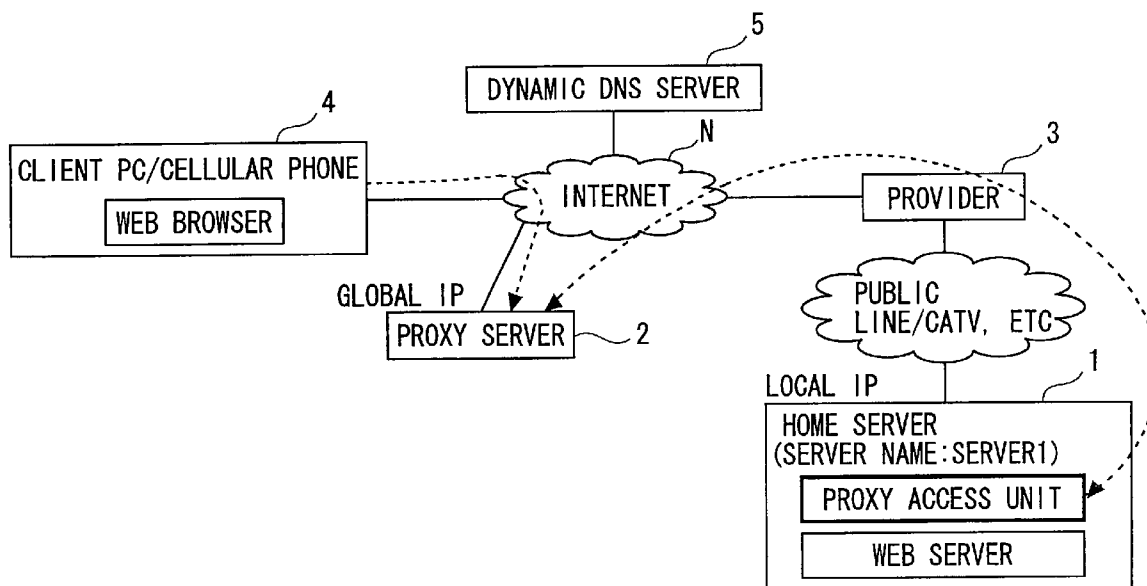 5
DYNAMIC DNS SERVER
4
CLIENT PC/CELLULAR PHONE
WEB BROWSER
N
INTERNET
3
PROVIDER
GLOBAL IP
PROXY SERVER
2
PUBLIC
LINE/CATV, ETC
LOCAL IP
1
HOME SERVER
(SERVER NAME:SERVER1)
PROXY ACCESS UNIT
WEB SERVER